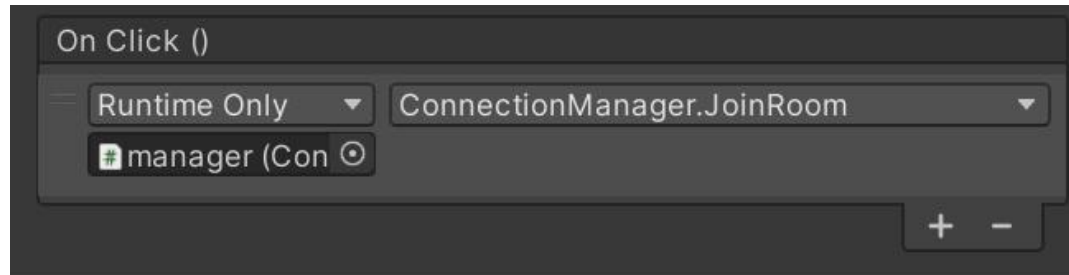 On Click ()
Runtime Only ConnectionManager.JoinRoom
manager (Con
+ −